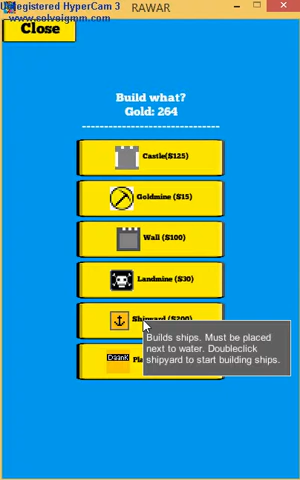 Unregistered HyperCam 3
www.solveigmm.com
RAWAR
Close
Build what?
Gold: 264
Castle($125)
Goldmine ($15)
Wall ($100)
Landmine ($30)
Shipyard ($200)
Builds ships. Must be placed
next to water. Doubleclick
shipyard to start building ships.
Daank